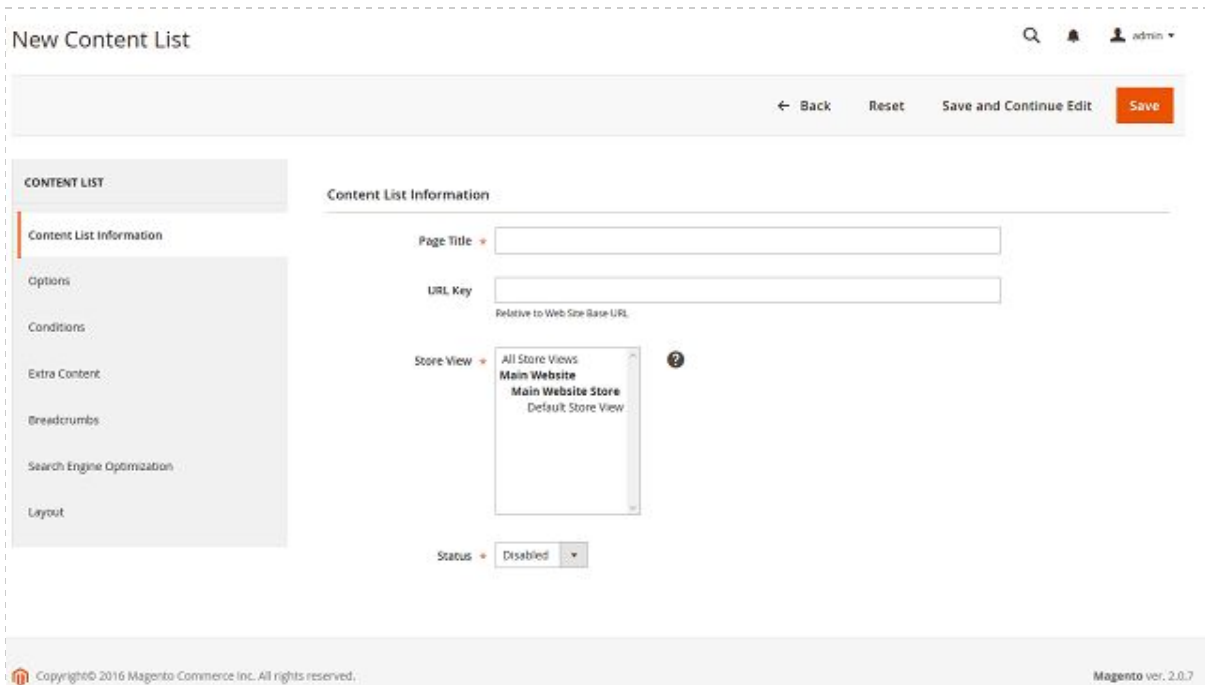 New Content List
admin
Back Reset Save and Continue Edit Save
CONTENT LIST
Content List Information
Options
Conditions
Extra Content
Breadcrumbs
Search Engine Optimization
Layout
Content List Information
Page Title *
URL Key
Relative to Web Site Base URL
Store View *
All Store Views
Main Website
Main Website Store
Default Store View
?
Status * Disabled
Copyright© 2016 Magento Commerce Inc. All rights reserved.
Magento ver. 2.0.7